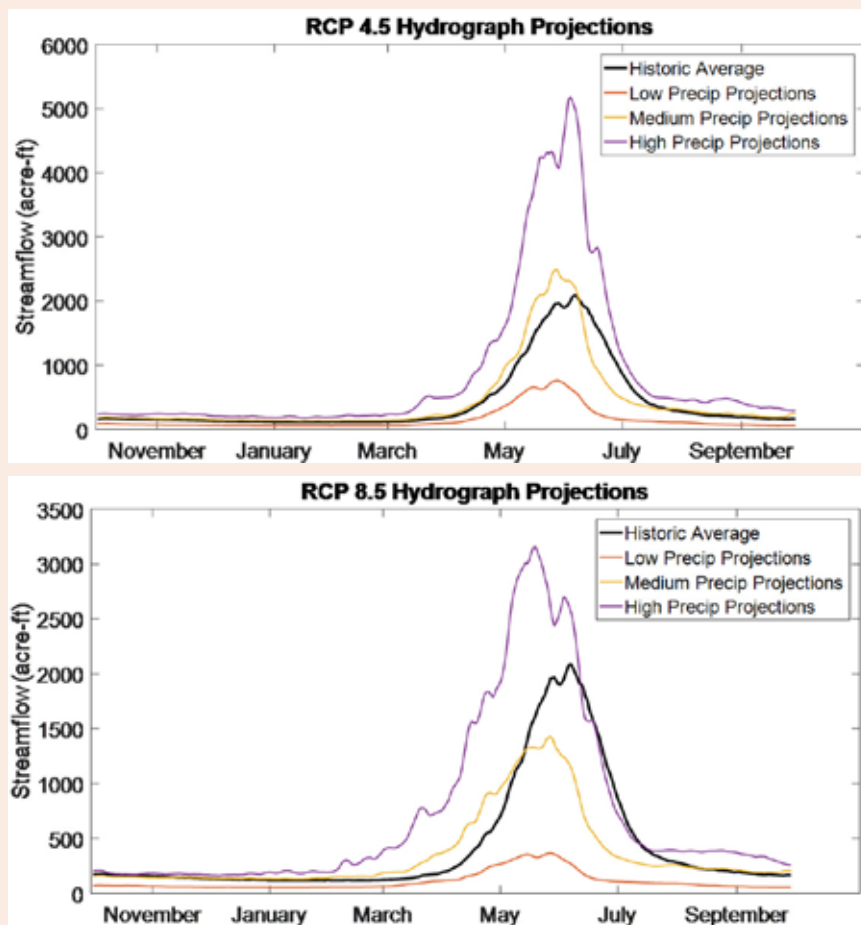 RCP 4.5 Hydrograph Projections
6000
5000
4000
3000
2000
1000
0
Streamflow (acre-ft)
Historic Average
Low Precip Projections
Medium Precip Projections
High Precip Projections
November January March May July September
RCP 8.5 Hydrograph Projections
3500
3000
2500
2000
1500
1000
500
0
Streamflow (acre-ft)
Historic Average
Low Precip Projections
Medium Precip Projections
High Precip Projections
November January March May July September